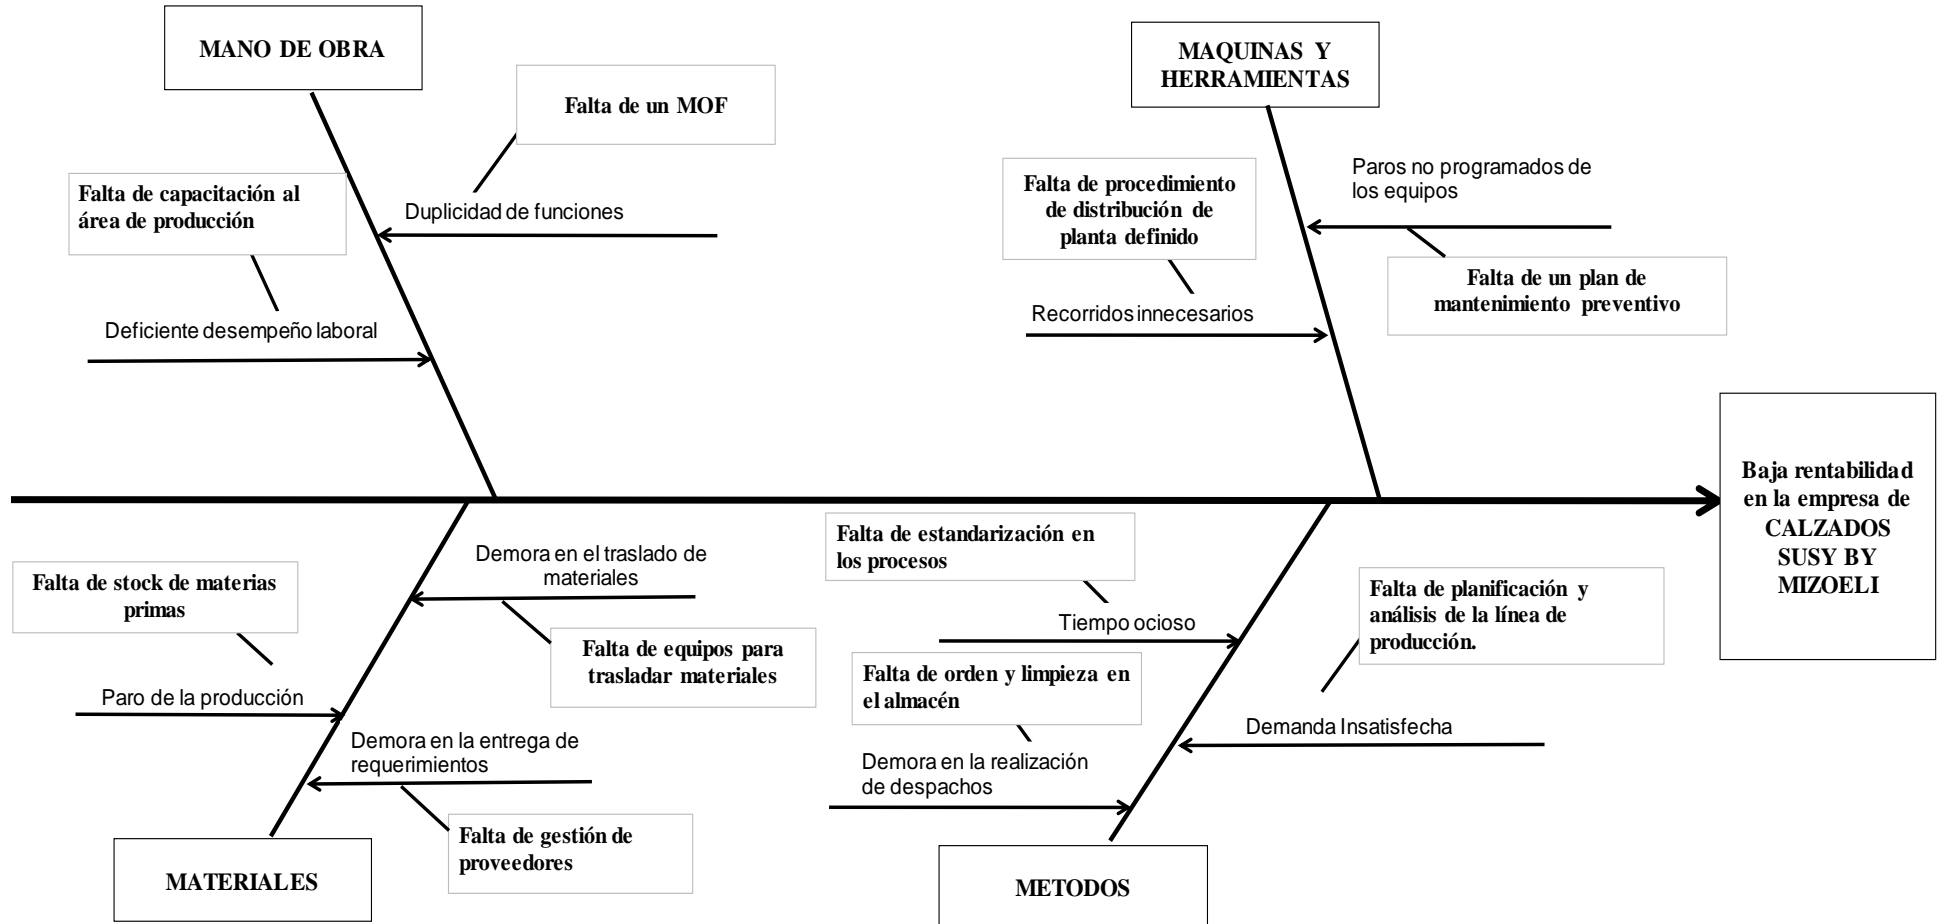 MANO DE OBRA
Falta de un MOF
Falta de capacitación al
área de producción
Duplicidad de funciones
Deficiente desempeño laboral
MAQUINAS Y
HERRAMIENTAS
Falta de procedimiento
de distribución de
planta definido
Paros no programados de
los equipos
Recorridos innecesarios
Falta de un plan de
mantenimiento preventivo
Baja rentabilidad
en la empresa de
CALZADOS
SUSY BY
MIZOELI
Falta de stock de materias
primas
Demora en el traslado de
materiales
Falta de equipos para
trasladar materiales
Paro de la producción
Demora en la entrega de
requerimientos
Falta de gestión de
proveedores
MATERIALES
Falta de estandarización en
los procesos
Tiempo ocioso
Falta de planificación y
análisis de la línea de
producción.
Falta de orden y limpieza en
el almacén
Demanda Insatisfecha
Demora en la realización
de despachos
METODOS